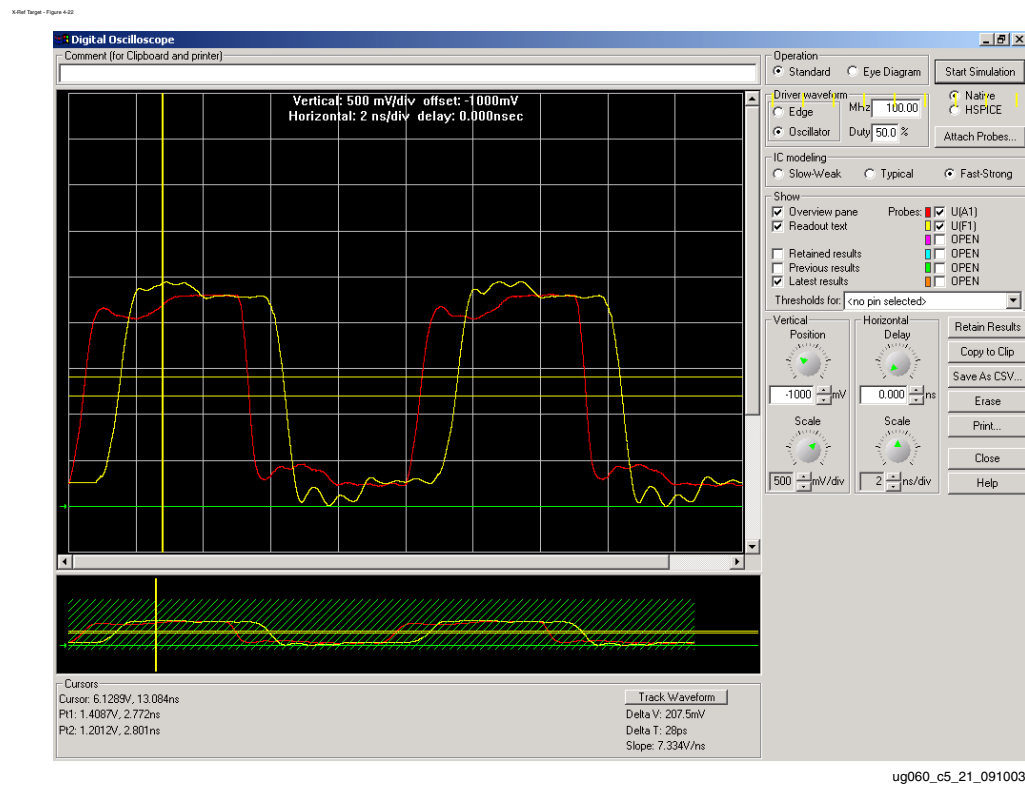 X-Ref Target - Figure 4-22
Digital Oscilloscope
Comment (for Clipboard and printer)
Vertical: 500 mV/div offset: -1000mV
Horizontal: 2 ns/div delay: 0.000nsec
Operation
Standard Eye Diagram
Start Simulation
Driver waveform
Edge
Oscillator
MHz 100.00
Duty 50.0 %
Native
HSPICE
Attach Probes...
IC modeling
Slow-Weak Typical Fast-Strong
Show
Overview pane Probes: U(A1)
Readout text U(F1)
OPEN
Retained results OPEN
Previous results OPEN
Latest results OPEN
Thresholds for: <no pin selected>
Vertical
Position
-1000 mV
Scale
500 mV/div
Horizontal
Delay
0.000 ns
Scale
2 ns/div
Retain Results
Copy to Clip
Save As CSV...
Erase
Print...
Close
Help
Cursors
Cursor: 6.1289V, 13.084ns
Pt1: 1.4087V, 2.772ns
Pt2: 1.2012V, 2.801ns
Track Waveform
Delta V: 207.5mV
Delta T: 28ps
Slope: 7.334V/ns
ug060_c5_21_091003